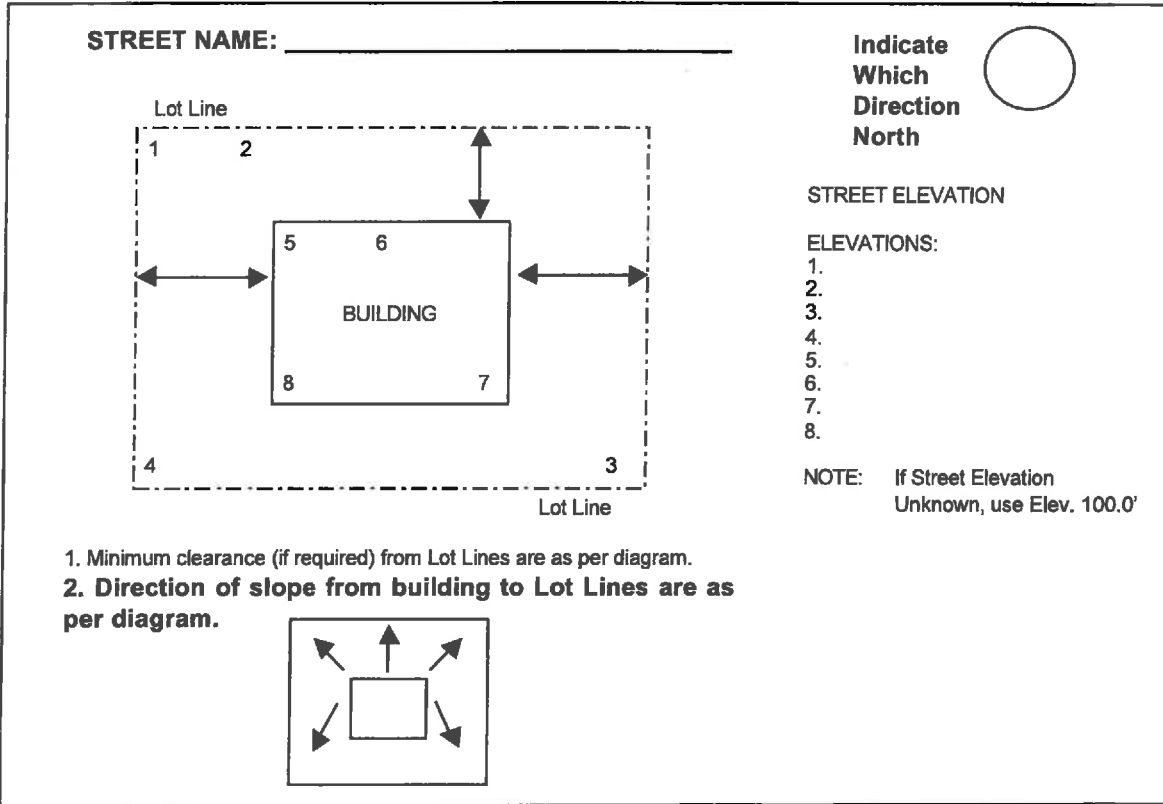 STREET NAME:
Indicate
Which
Direction
North
Lot Line
1 2
5 6
BUILDING
8 7
4 3
Lot Line
STREET ELEVATION
ELEVATIONS:
1.
2.
3.
4.
5.
6.
7.
8.
NOTE: If Street Elevation
Unknown, use Elev. 100.0'
1. Minimum clearance (if required) from Lot Lines are as per diagram.
2. Direction of slope from building to Lot Lines are as
per diagram.